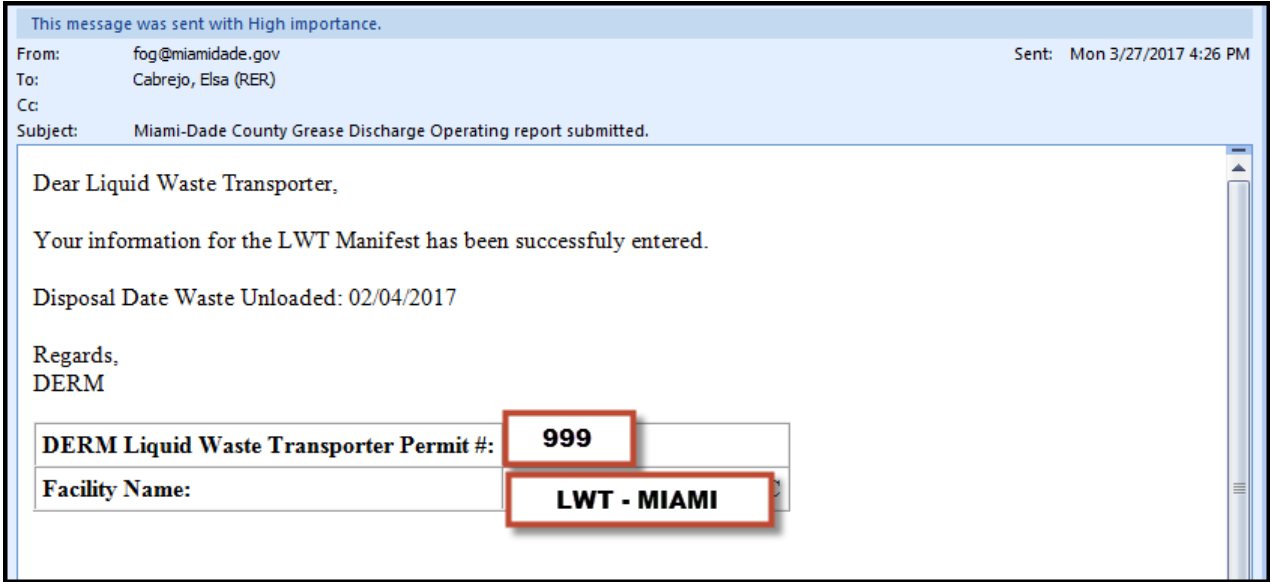 This message was sent with High importance.
From: fog@miamidade.gov Sent: Mon 3/27/2017 4:26 PM
To: Cabrejo, Elsa (RER)
Cc:
Subject: Miami-Dade County Grease Discharge Operating report submitted.
Dear Liquid Waste Transporter,
Your information for the LWT Manifest has been successfuly entered.
Disposal Date Waste Unloaded: 02/04/2017
Regards,
DERM
DERM Liquid Waste Transporter Permit #: 999
Facility Name: LWT - MIAMI